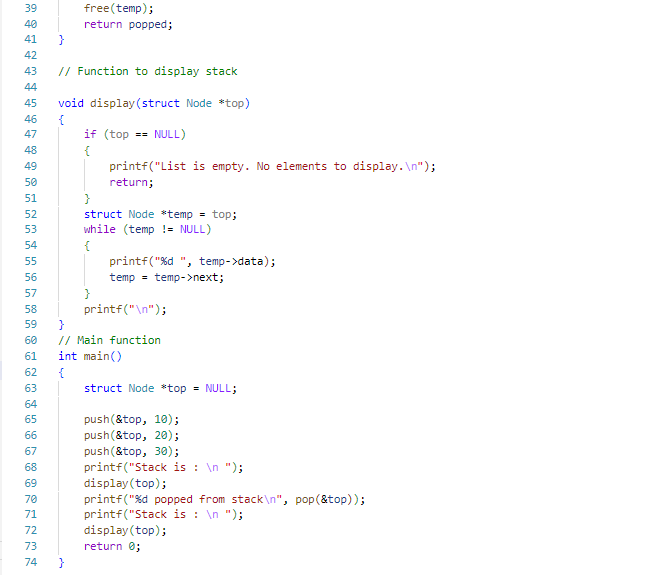 39 free(temp);
40 return popped;
41 }
42
43 // Function to display stack
44
45 void display(struct Node *top)
46 {
47 if (top == NULL)
48 {
49 printf("List is empty. No elements to display.\n");
50 return;
51 }
52 struct Node *temp = top;
53 while (temp != NULL)
54 {
55 printf("%d ", temp->data);
56 temp = temp->next;
57 }
58 printf("\n");
59 }
60 // Main function
61 int main()
62 {
63 struct Node *top = NULL;
64
65 push(&top, 10);
66 push(&top, 20);
67 push(&top, 30);
68 printf("Stack is : \n ");
69 display(top);
70 printf("%d popped from stack\n", pop(&top));
71 printf("Stack is : \n ");
72 display(top);
73 return 0;
74 }